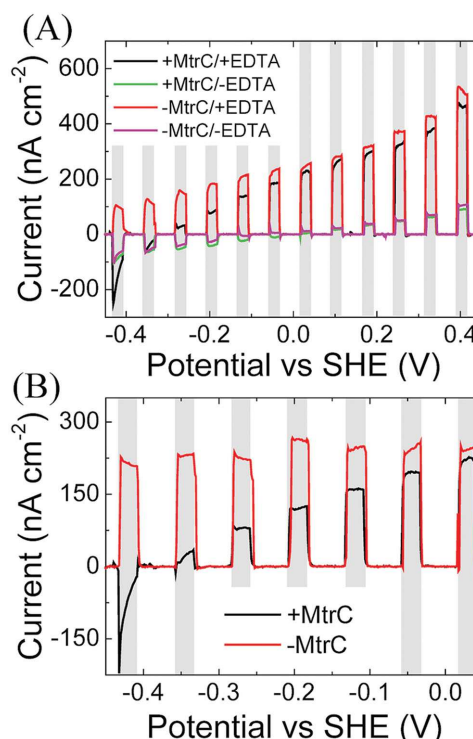 (A)
600
400
200
0
-200
Current (nA cm-2)
+MtrC/+EDTA
+MtrC/-EDTA
-MtrC/+EDTA
-MtrC/-EDTA
-0.4 -0.2 0.0 0.2 0.4
Potential vs SHE (V)
(B)
300
150
0
-150
Current (nA cm-2)
+MtrC
-MtrC
-0.4 -0.3 -0.2 -0.1 0.0
Potential vs SHE (V)